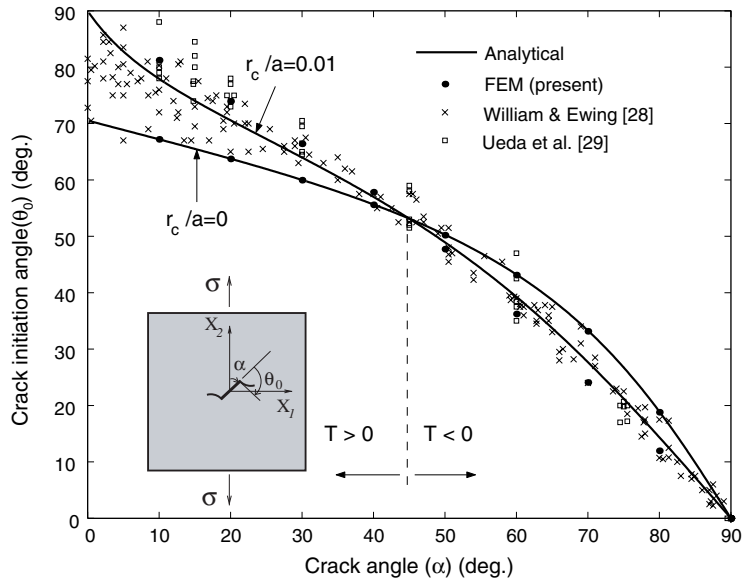 90
80
70
60
50
40
30
20
10
0
Crack initiation angle(θ₀) (deg.)
r_c/a=0.01
Analytical
FEM (present)
William & Ewing [28]
Ueda et al. [29]
r_c/a=0
σ
X₂
α
θ₀
X₁
σ
T > 0
T < 0
0
10
20
30
40
50
60
70
80
90
Crack angle (α) (deg.)